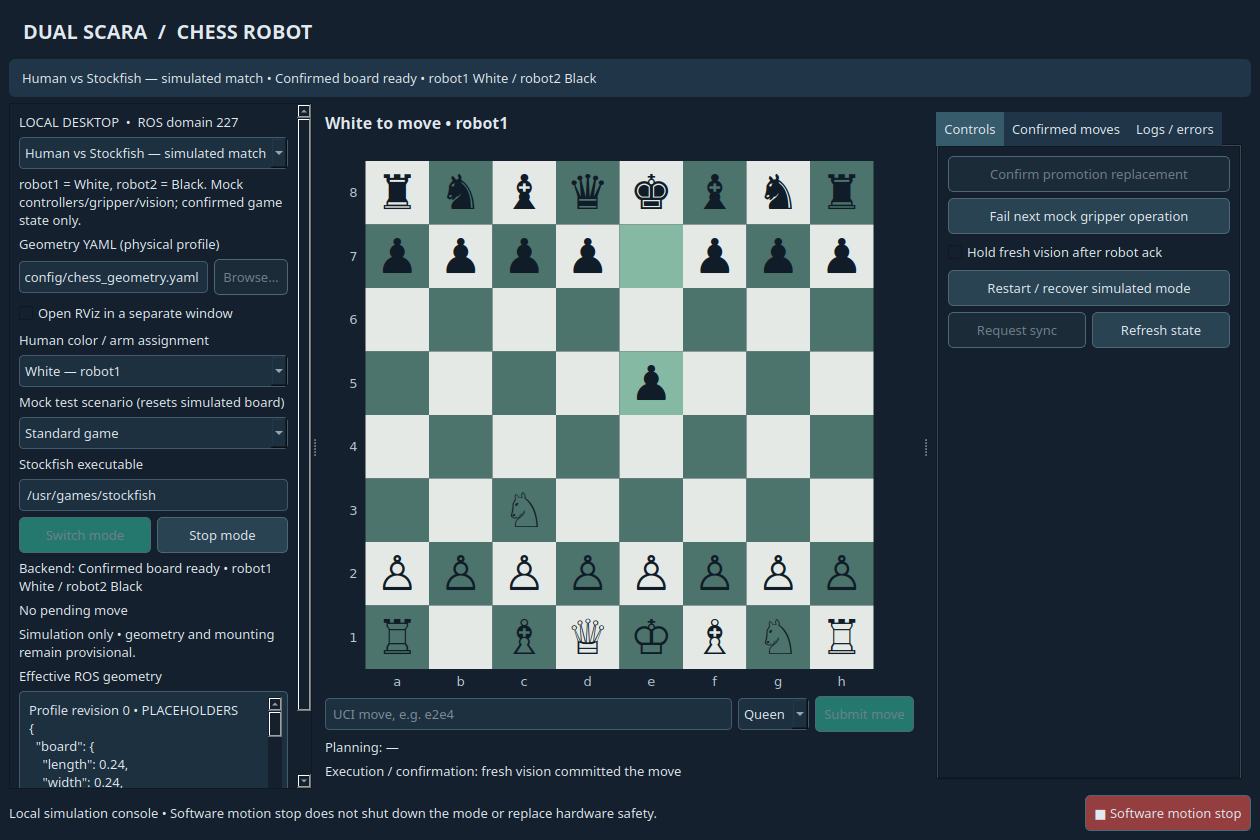 DUAL SCARA / CHESS ROBOT
Human vs Stockfish — simulated match • Confirmed board ready • robot1 White / robot2 Black
LOCAL DESKTOP • ROS domain 227
Human vs Stockfish — simulated match
robot1 = White, robot2 = Black. Mock
controllers/gripper/vision; confirmed game
state only.
Geometry YAML (physical profile)
config/chess_geometry.yaml
Browse...
Open RViz in a separate window
Human color / arm assignment
White — robot1
Mock test scenario (resets simulated board)
Standard game
Stockfish executable
/usr/games/stockfish
Switch mode
Stop mode
Backend: Confirmed board ready • robot1
White / robot2 Black
No pending move
Simulation only • geometry and mounting
remain provisional.
Effective ROS geometry
Profile revision 0 • PLACEHOLDERS
{
"board": {
"length": 0.24,
"width": 0.24,
White to move • robot1
8
7
6
5
4
3
2
1
a b c d e f g h
UCI move, e.g. e2e4
Queen
Submit move
Planning: —
Execution / confirmation: fresh vision committed the move
Controls
Confirmed moves
Logs / errors
Confirm promotion replacement
Fail next mock gripper operation
Hold fresh vision after robot ack
Restart / recover simulated mode
Request sync
Refresh state
Local simulation console • Software motion stop does not shut down the mode or replace hardware safety.
Software motion stop